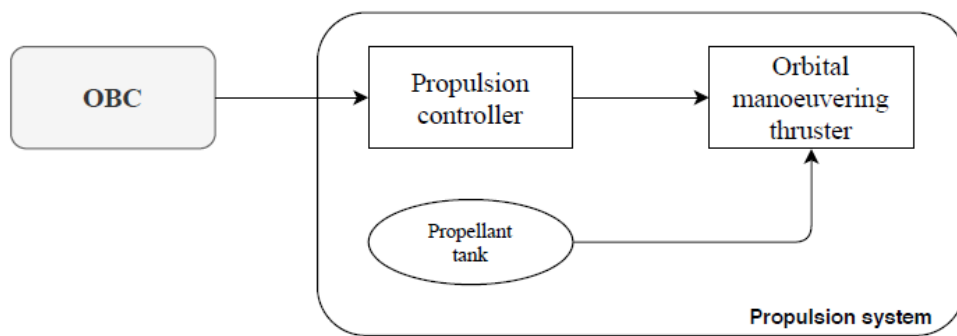 OBC
Propulsion
controller
Orbital
manoeuvering
thruster
Propellant
tank
Propulsion system